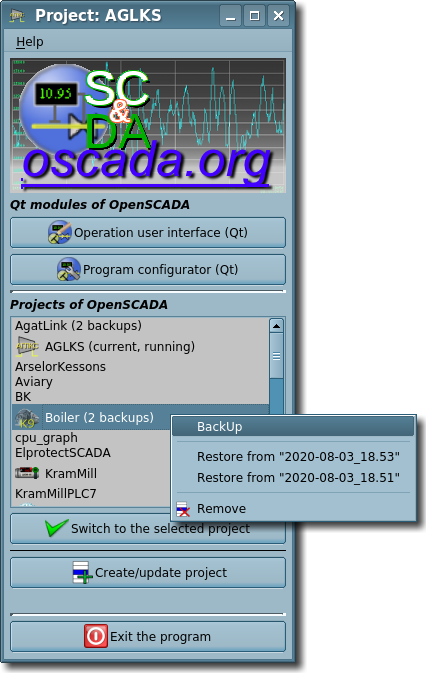 Project: AGLKS
Help
10.95
SC
&
DA
oscada.org
Qt modules of OpenSCADA
Operation user interface (Qt)
Program configurator (Qt)
Projects of OpenSCADA
AgatLink (2 backups)
AGLKS (current, running)
ArselorKessons
Aviary
BK
Boiler (2 backups)
BackUp
cpu_graph
ElprotectSCADA
Restore from "2020-08-03_18.53"
KramMill
Restore from "2020-08-03_18.51"
KramMillPLC7
Remove
Switch to the selected project
Create/update project
Exit the program